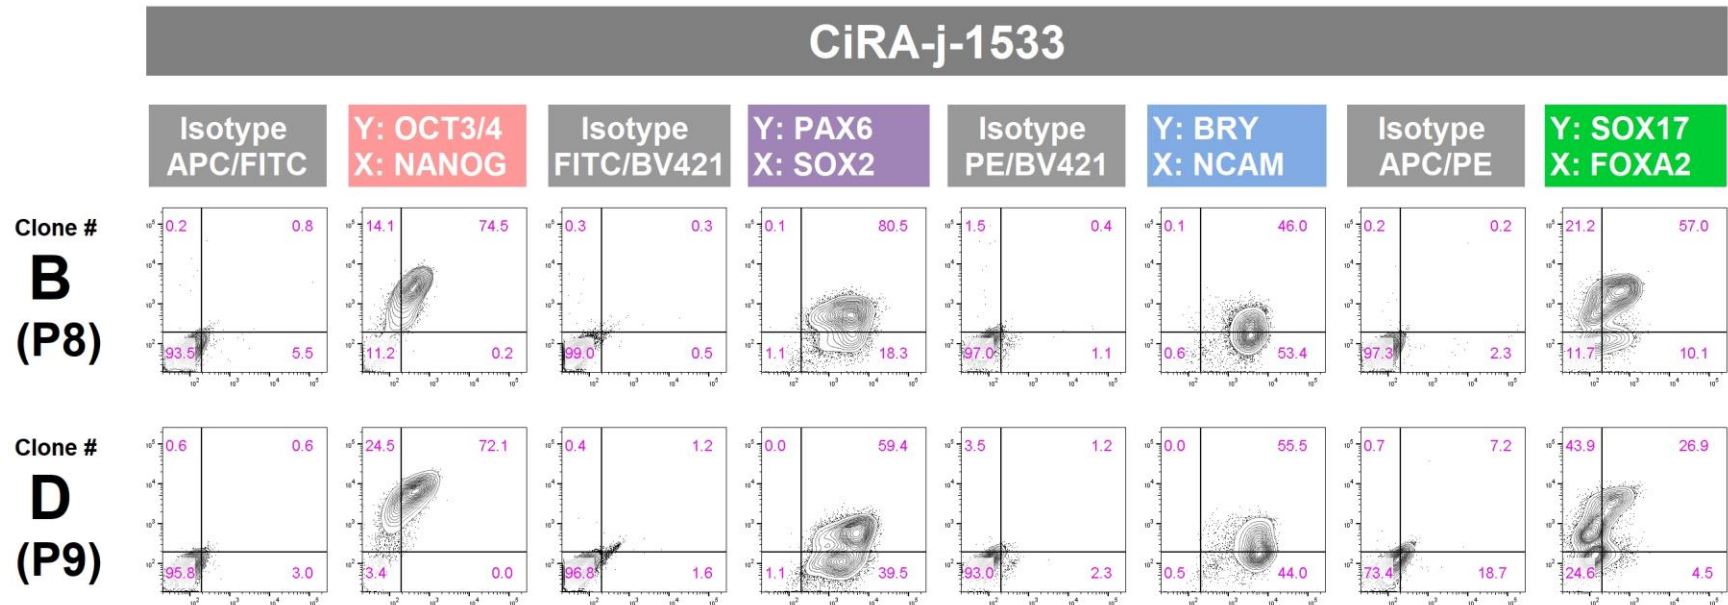 CiRA-j-1533
Isotype
APC/FITC
Y: OCT3/4
X: NANOG
Isotype
FITC/BV421
Y: PAX6
X: SOX2
Isotype
PE/BV421
Y: BRY
X: NCAM
Isotype
APC/PE
Y: SOX17
X: FOXA2
Clone #
B
(P8)
0.2 0.8
93.5 5.5
14.1 74.5
11.2 0.2
0.3 0.3
99.0 0.5
0.1 80.5
1.1 18.3
1.5 0.4
97.0 1.1
0.1 46.0
0.6 53.4
0.2 0.2
97.3 2.3
21.2 57.0
11.7 10.1
Clone #
D
(P9)
0.6 0.6
95.8 3.0
24.5 72.1
3.4 0.0
0.4 1.2
96.8 1.6
0.0 59.4
1.1 39.5
3.5 1.2
93.0 2.3
0.0 55.5
0.5 44.0
0.7 7.2
73.4 18.7
43.9 26.9
24.6 4.5